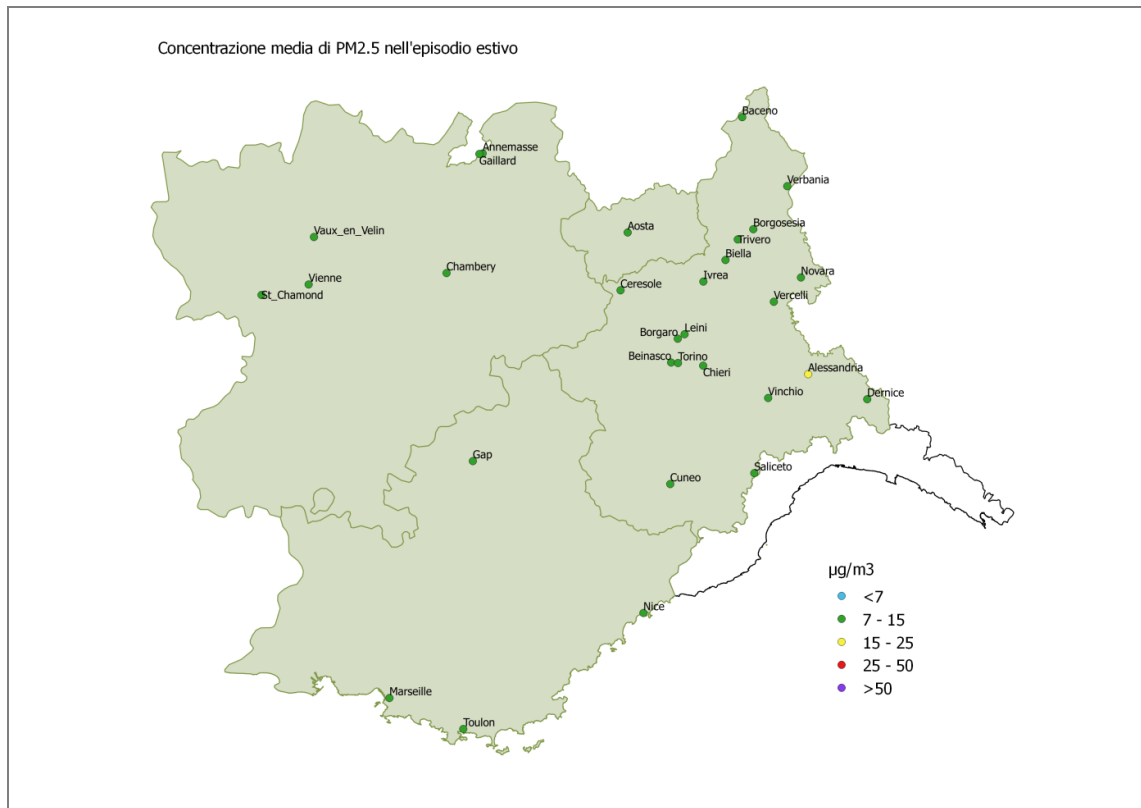 Concentrazione media di PM2.5 nell'episodio estivo
Baceno
Annemasse
Gaillard
Verbania
Aosta
Borgosesia
Vaux_en_Velin
Trivero
Biella
Chambery
Novara
Ivrea
Vienne
Ceresole
St_Chamond
Vercelli
Leini
Borgaro
Beinasco
Torino
Chieri
Alessandria
Vinchio
Dernice
Gap
Saliceto
Cuneo
µg/m3
<7
Nice
7 - 15
15 - 25
25 - 50
>50
Marseille
Toulon